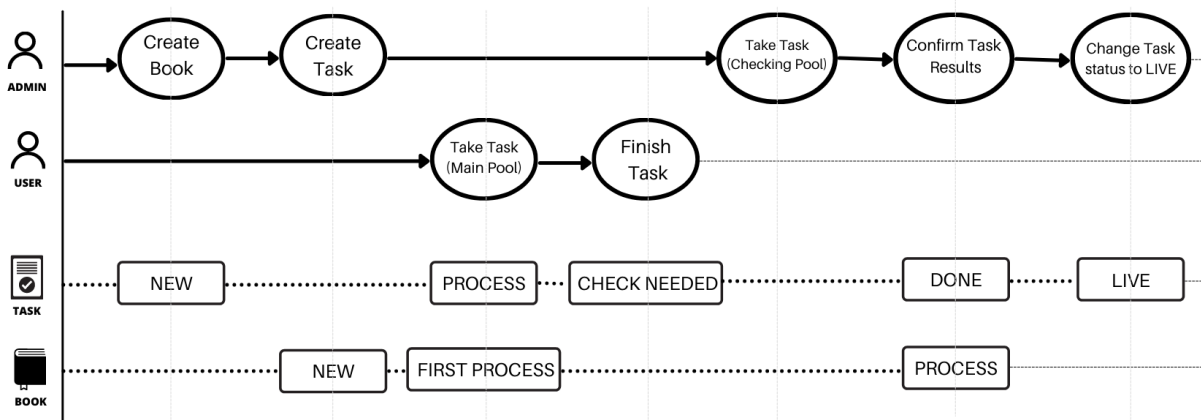 ADMIN
Create
Book
Create
Task
Take Task
(Checking Pool)
Confirm Task
Results
Change Task
status to LIVE
USER
Take Task
(Main Pool)
Finish
Task
TASK
NEW
PROCESS
CHECK NEEDED
DONE
LIVE
BOOK
NEW
FIRST PROCESS
PROCESS